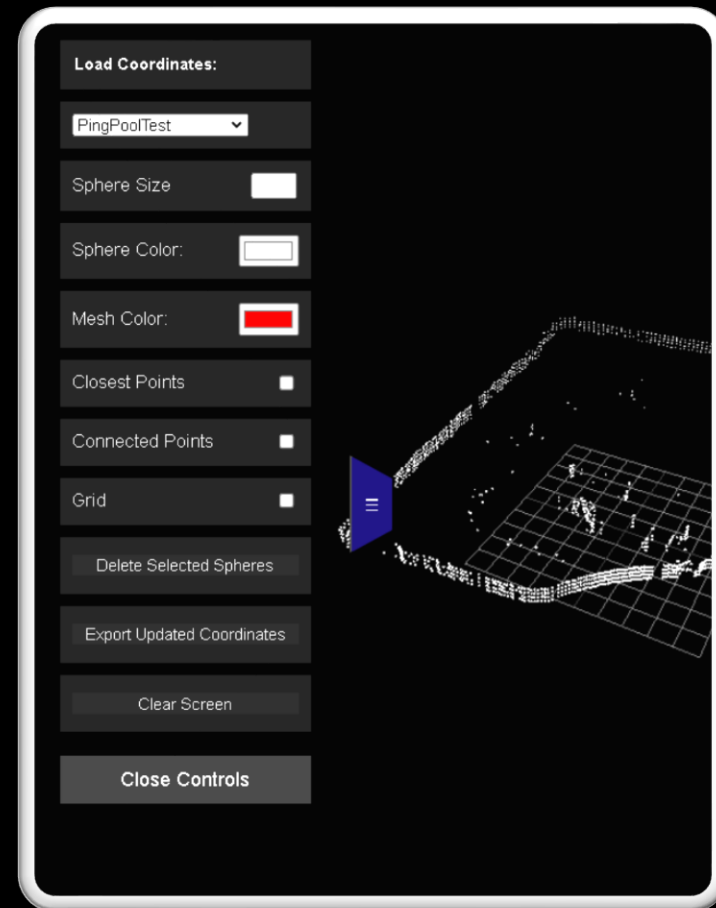 Load Coordinates:
PingPoolTest
Sphere Size
Sphere Color:
Mesh Color:
Closest Points
Connected Points
Grid
Delete Selected Spheres
Export Updated Coordinates
Clear Screen
Close Controls